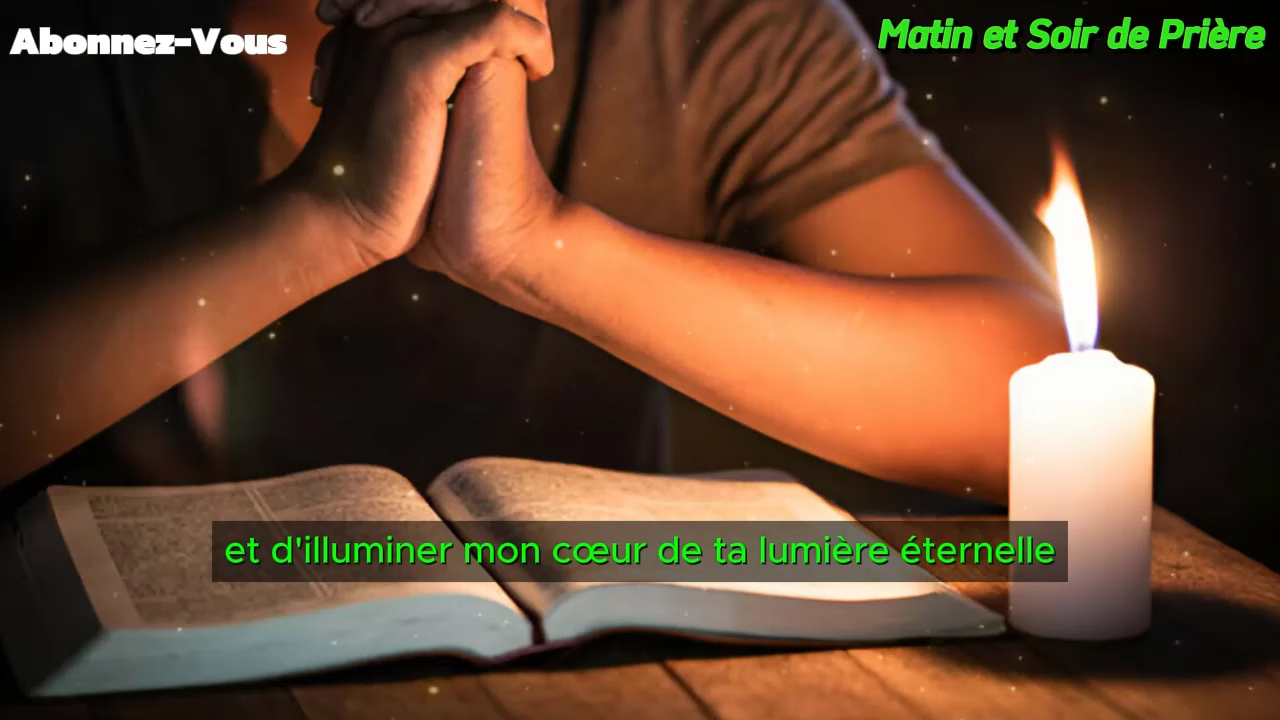 Abonnez-Vous
Matin et Soir de Prière
et d'illuminer mon cœur de ta lumière éternelle